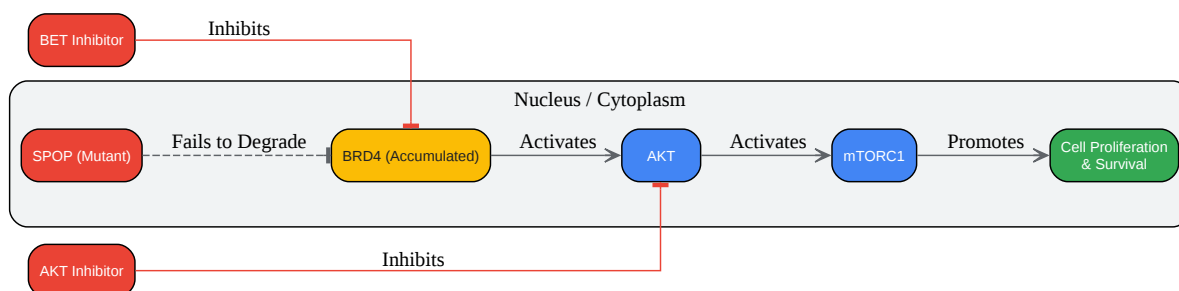 BET Inhibitor
Inhibits
Nucleus / Cytoplasm
SPOP (Mutant)
Fails to Degrade
BRD4 (Accumulated)
Activates
AKT
Activates
mTORC1
Promotes
Cell Proliferation
& Survival
AKT Inhibitor
Inhibits